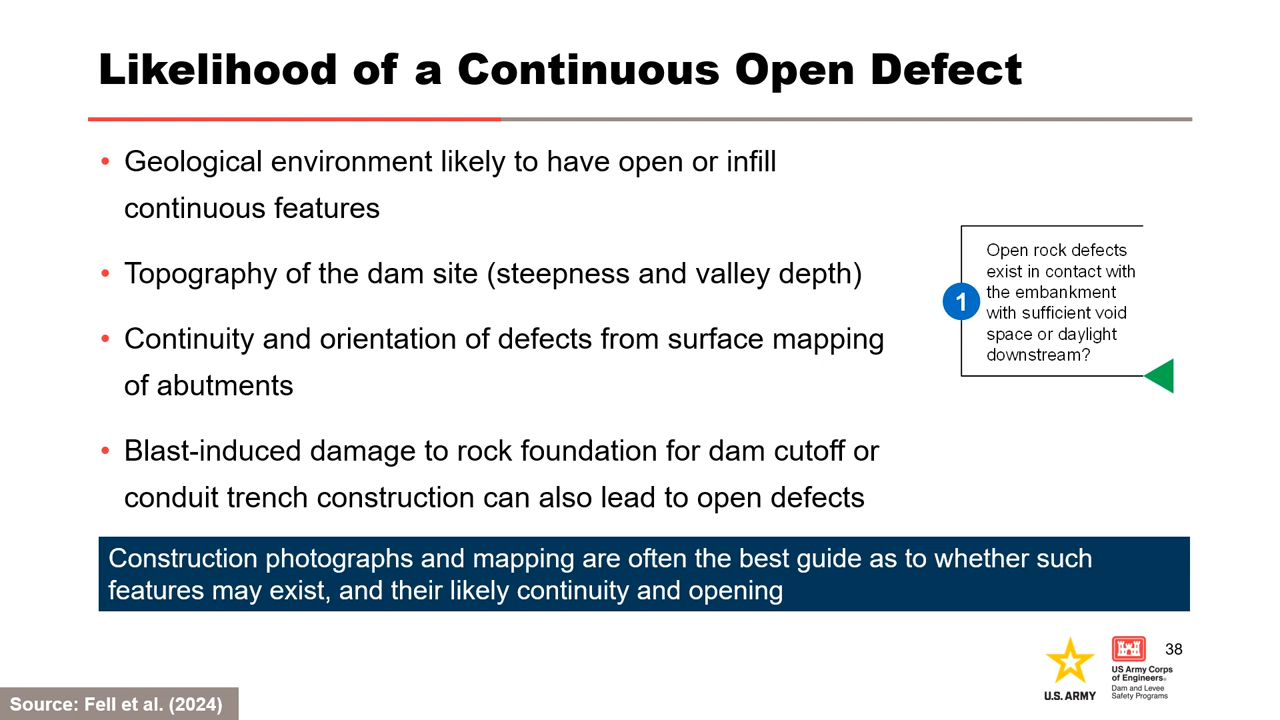 Likelihood of a Continuous Open Defect
• Geological environment likely to have open or infill
continuous features
• Topography of the dam site (steepness and valley depth)
• Continuity and orientation of defects from surface mapping
of abutments
• Blast-induced damage to rock foundation for dam cutoff or
conduit trench construction can also lead to open defects
1
Open rock defects
exist in contact with
the embankment
with sufficient void
space or daylight
downstream?
Construction photographs and mapping are often the best guide as to whether such
features may exist, and their likely continuity and opening
U.S. ARMY
US Army Corps
of Engineers®
Dam and Levee
Safety Programs
38
Source: Fell et al. (2024)